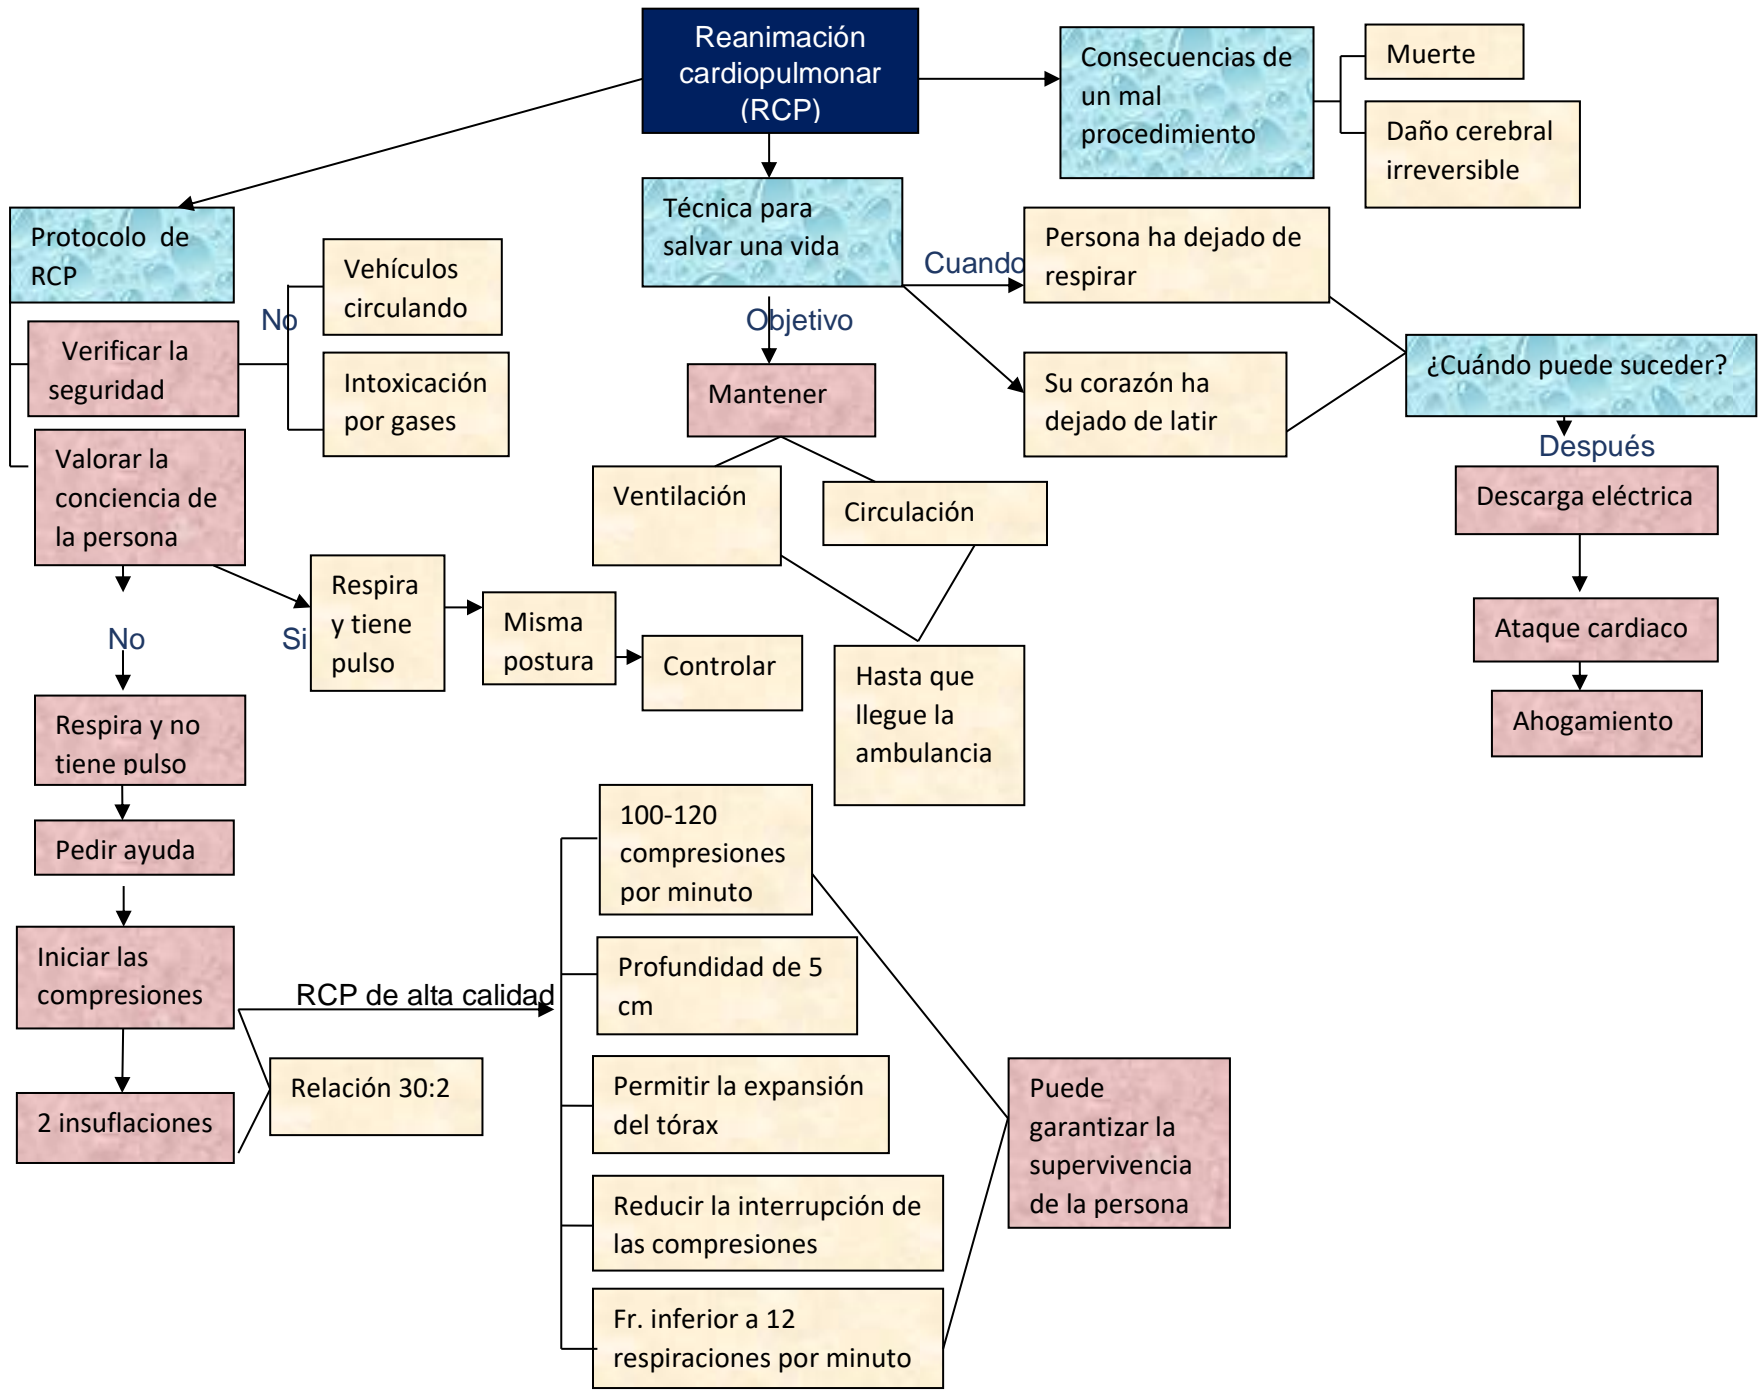 Reanimación
cardiopulmonar
(RCP)
Consecuencias de
un mal
procedimiento
Muerte
Daño cerebral
irreversible
Técnica para
salvar una vida
Cuando
Persona ha dejado de
respirar
Su corazón ha
dejado de latir
¿Cuándo puede suceder?
Después
Descarga eléctrica
Ataque cardiaco
Ahogamiento
Objetivo
Mantener
Ventilación
Circulación
Hasta que
llegue la
ambulancia
Protocolo de
RCP
Verificar la
seguridad
No
Vehículos
circulando
Intoxicación
por gases
Valorar la
conciencia de
la persona
Si
Respira
y tiene
pulso
Misma
postura
Controlar
No
Respira y no
tiene pulso
Pedir ayuda
Iniciar las
compresiones
2 insuflaciones
Relación 30:2
RCP de alta calidad
100-120
compresiones
por minuto
Profundidad de 5
cm
Permitir la expansión
del tórax
Reducir la interrupción de
las compresiones
Fr. inferior a 12
respiraciones por minuto
Puede
garantizar la
supervivencia
de la persona